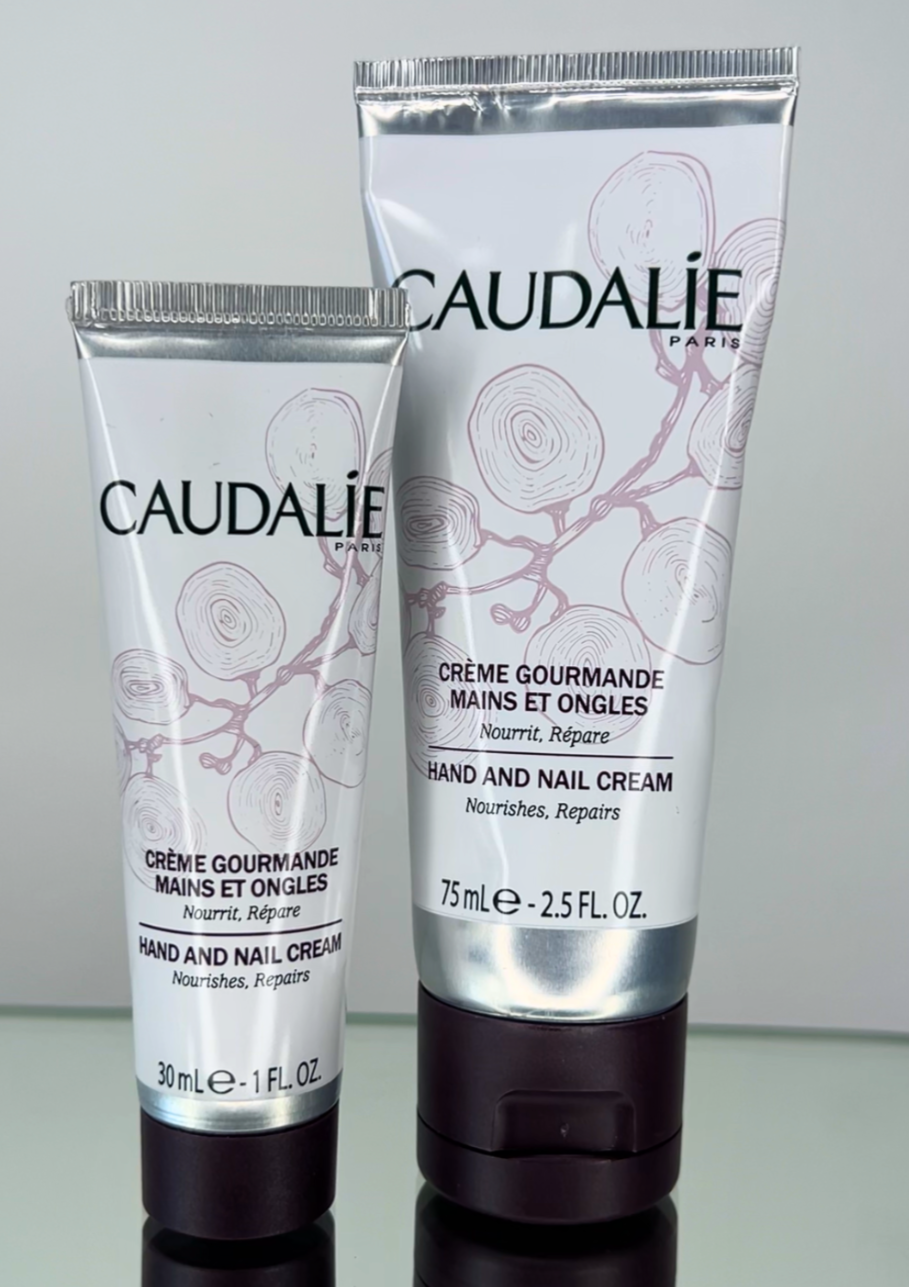 CAUDALİE
PARIS
CRÈME GOURMANDE
MAINS ET ONGLES
Nourrit, Répare
HAND AND NAIL CREAM
Nourishes, Repairs
30 mL e - 1 FL. OZ.
CAUDALİE
PARIS
CRÈME GOURMANDE
MAINS ET ONGLES
Nourrit, Répare
HAND AND NAIL CREAM
Nourishes, Repairs
75 mL e - 2.5 FL. OZ.